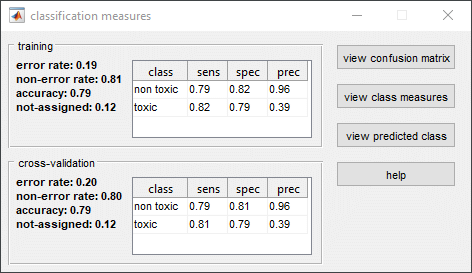 classification measures
training
error rate: 0.19
non-error rate: 0.81
accuracy: 0.79
not-assigned: 0.12
class sens spec prec
non toxic 0.79 0.82 0.96
toxic 0.82 0.79 0.39
cross-validation
error rate: 0.20
non-error rate: 0.80
accuracy: 0.79
not-assigned: 0.12
class sens spec prec
non toxic 0.79 0.81 0.96
toxic 0.81 0.79 0.39
view confusion matrix
view class measures
view predicted class
help